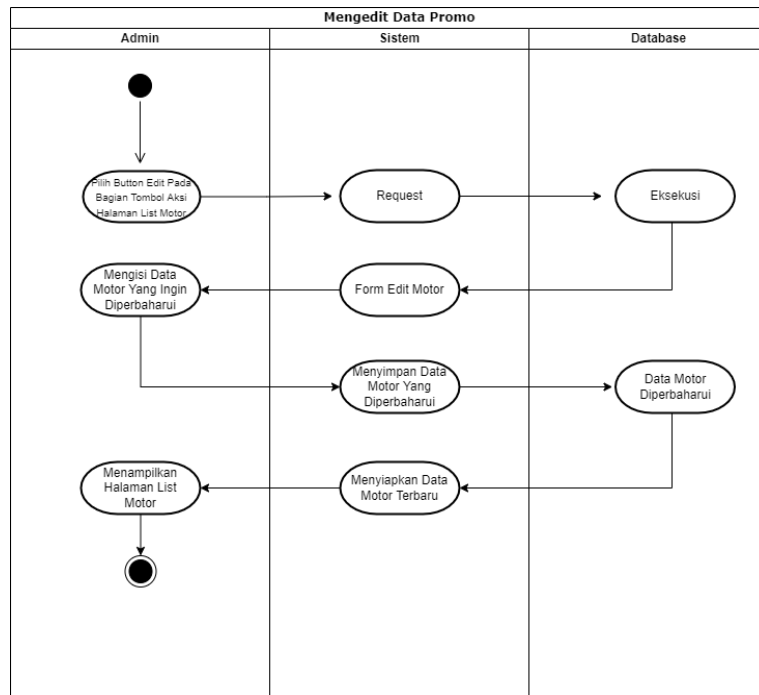 Mengedit Data Promo
Admin
Sistem
Database
Pilih Button Edit Pada
Bagian Tombol Aksi
Halaman List Motor
Request
Eksekusi
Mengisi Data
Motor Yang Ingin
Diperbaharui
Form Edit Motor
Menyimpan Data
Motor Yang
Diperbaharui
Data Motor
Diperbaharui
Menampilkan
Halaman List
Motor
Menyiapkan Data
Motor Terbaru